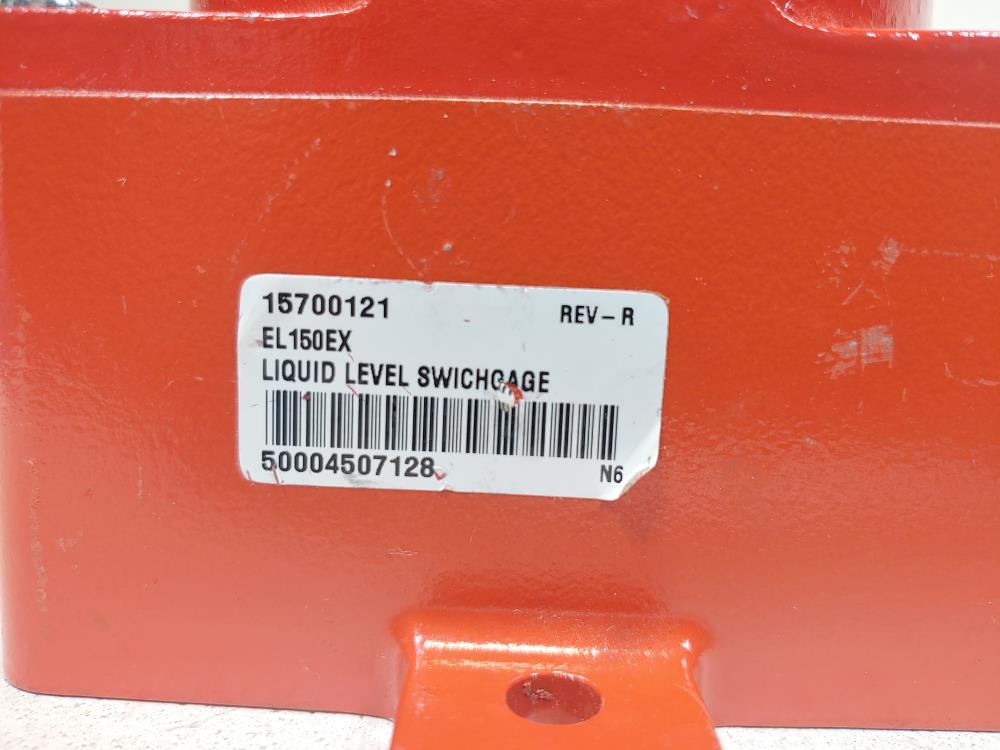 15700121 REV-R
EL150EX
LIQUID LEVEL SWICHGAGE
50004507128 N6